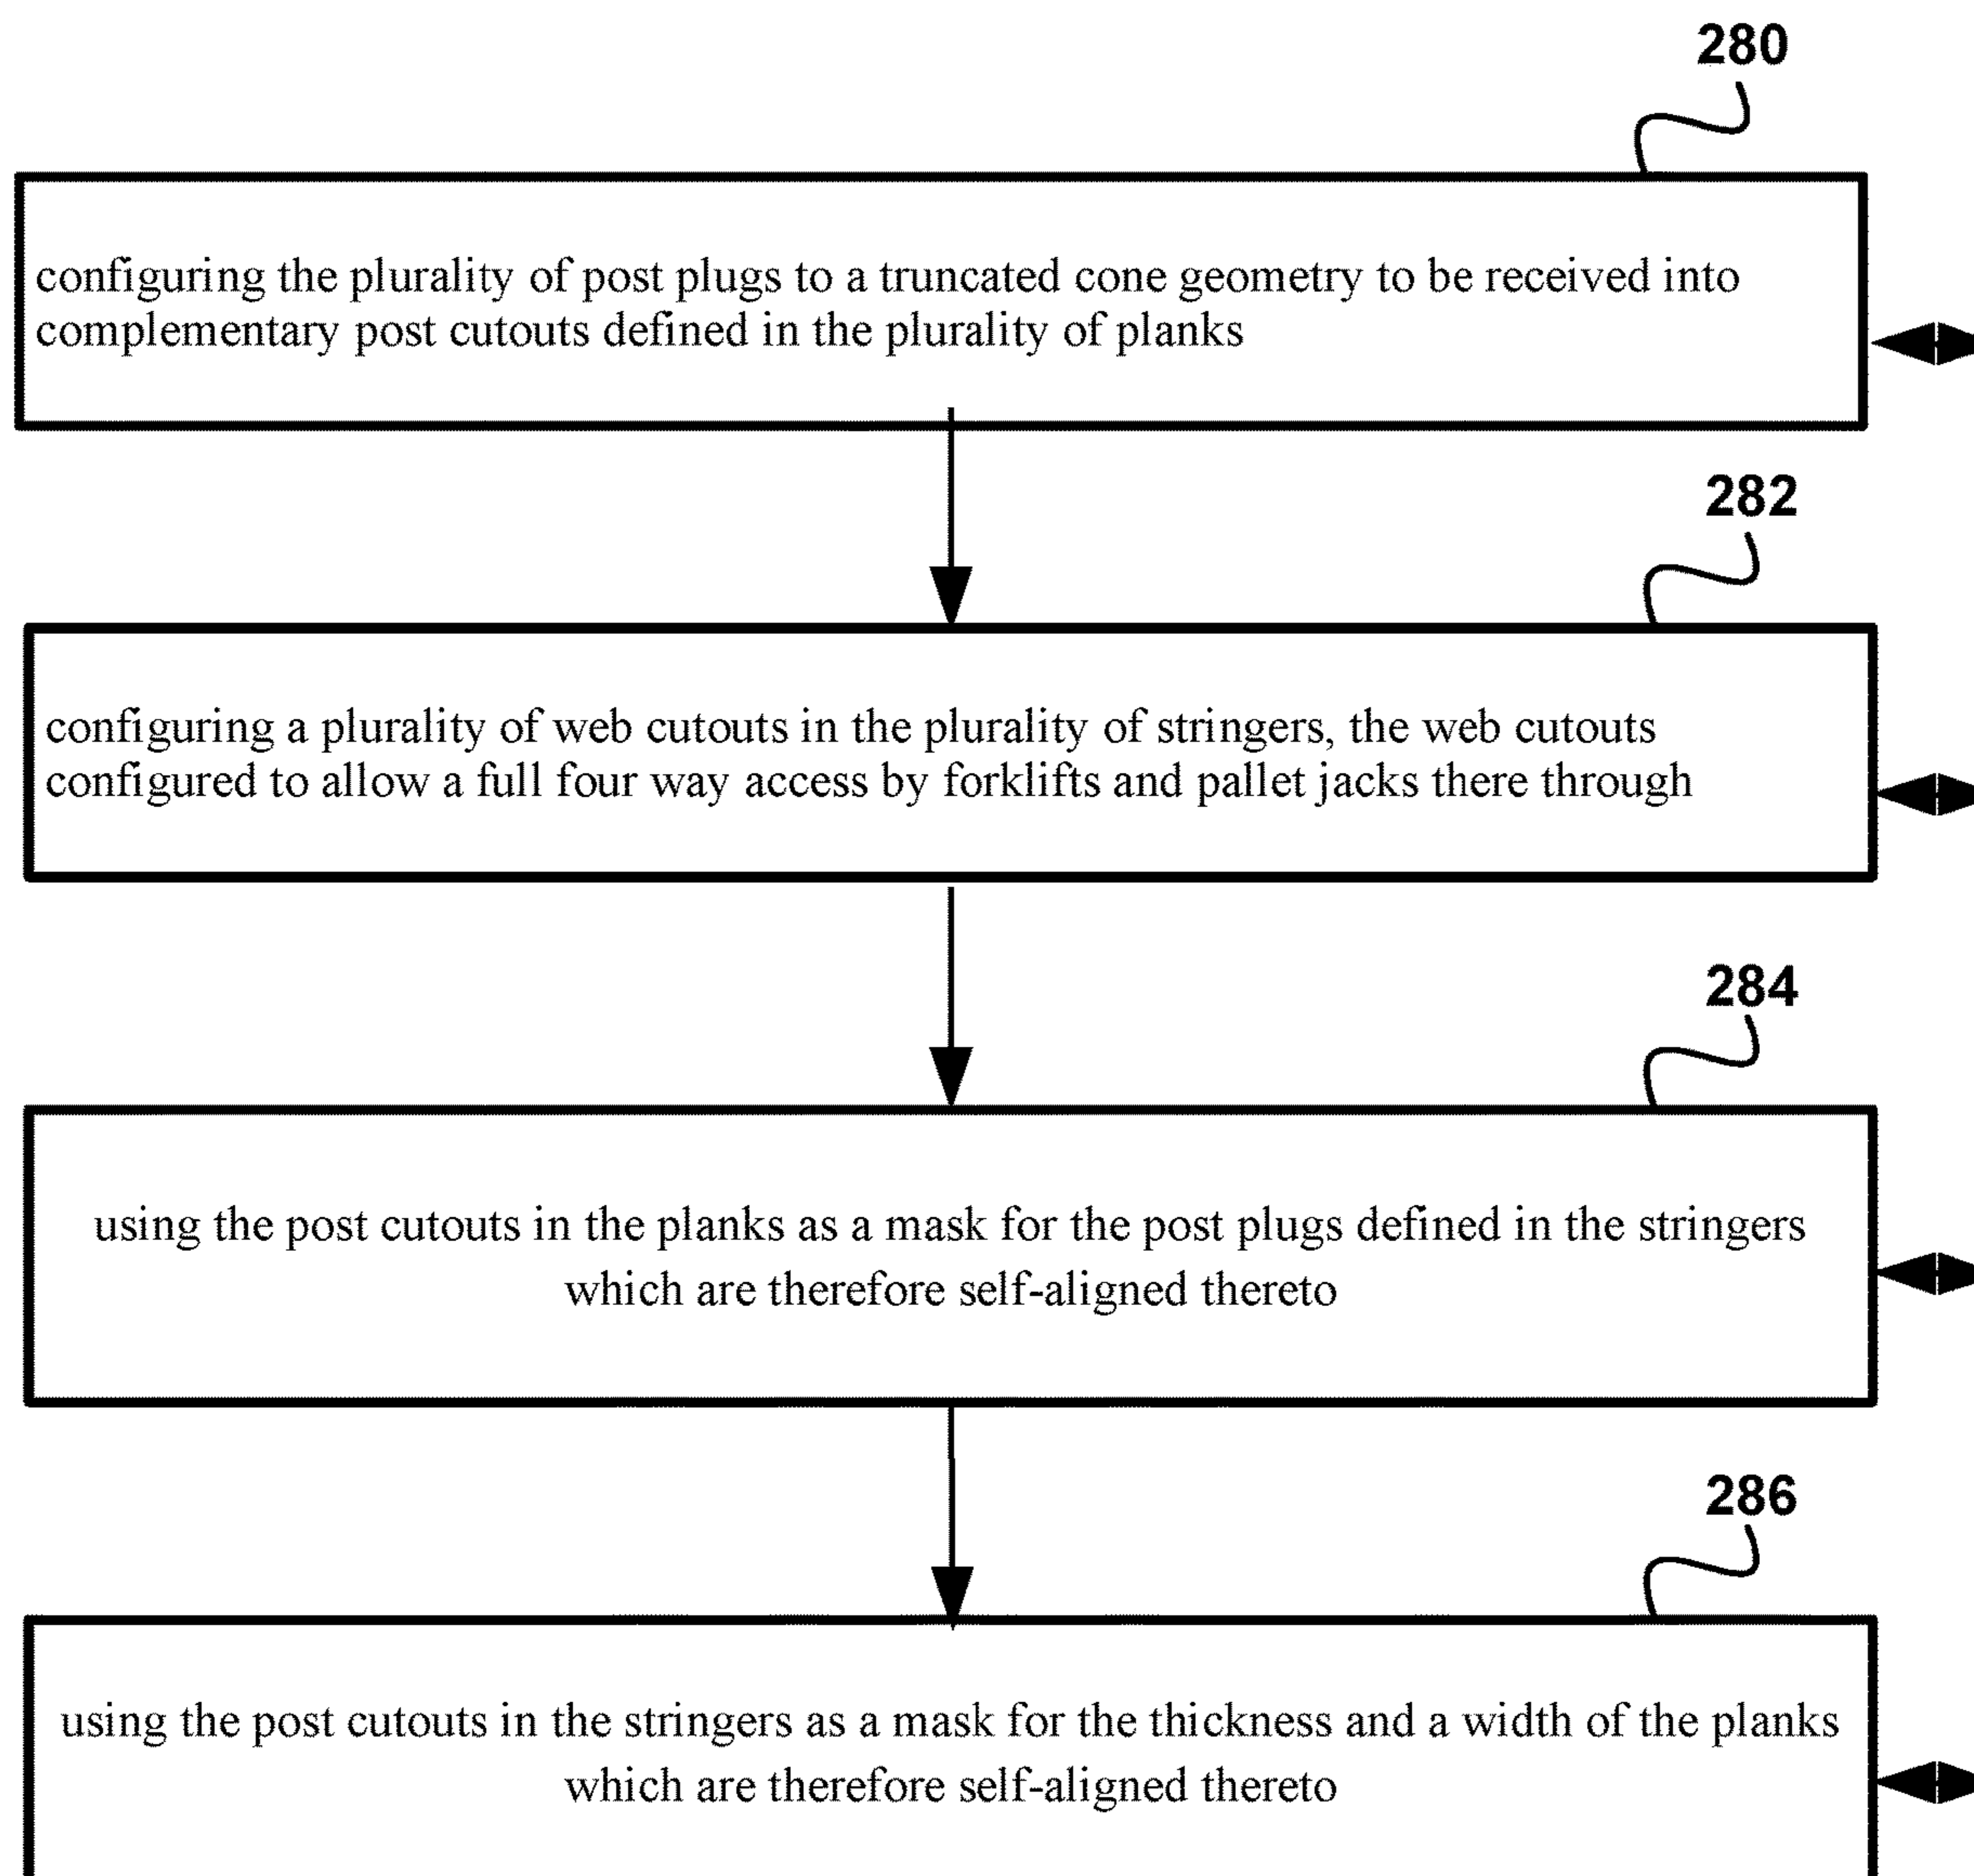 280
configuring the plurality of post plugs to a truncated cone geometry to be received into
complementary post cutouts defined in the plurality of planks
282
configuring a plurality of web cutouts in the plurality of stringers, the web cutouts
configured to allow a full four way access by forklifts and pallet jacks there through
284
using the post cutouts in the planks as a mask for the post plugs defined in the stringers
which are therefore self-aligned thereto
286
using the post cutouts in the stringers as a mask for the thickness and a width of the planks
which are therefore self-aligned thereto